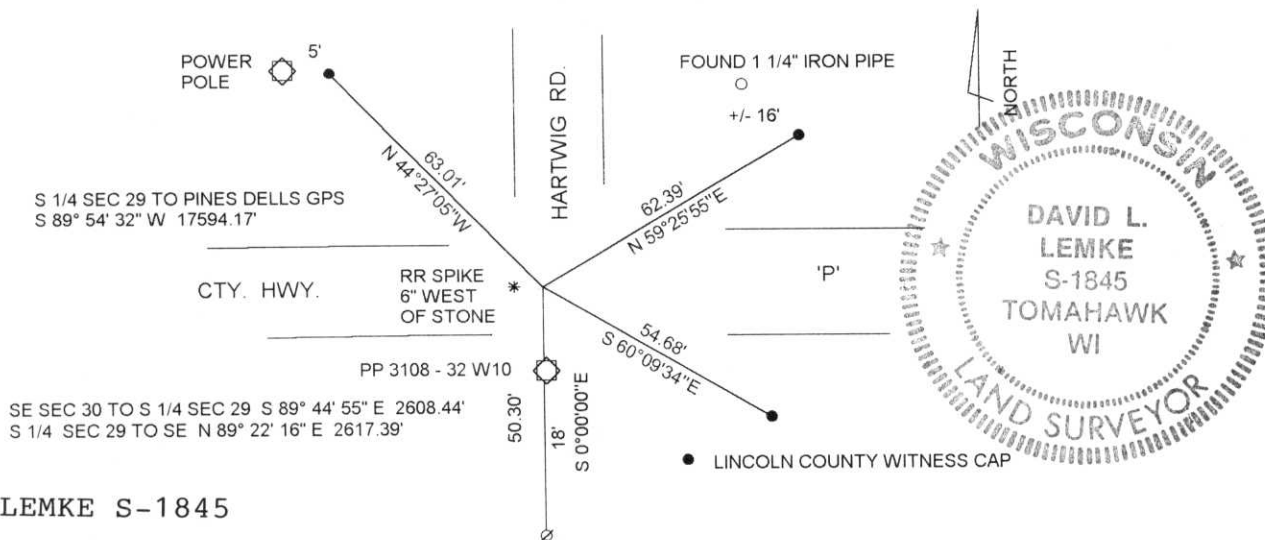 POWER
POLE
5'
HARTWIG RD.
FOUND 1 1/4" IRON PIPE
+/- 16'
NORTH
63.01'
N 44°27'05"W
62.39'
N 59°25'55"E
S 1/4 SEC 29 TO PINES DELLS GPS
S 89° 54' 32" W 17594.17'
CTY. HWY.
RR SPIKE
6" WEST
OF STONE
'P'
54.68'
S 60°09'34"E
PP 3108 - 32 W10
50.30'
18'
S 0°00'00"E
SE SEC 30 TO S 1/4 SEC 29 S 89° 44' 55" E 2608.44'
S 1/4 SEC 29 TO SE N 89° 22' 16" E 2617.39'
LINCOLN COUNTY WITNESS CAP
WISCONSIN
DAVID L.
LEMKE
S-1845
TOMAHAWK
WI
LAND SURVEYOR
LEMKE S-1845